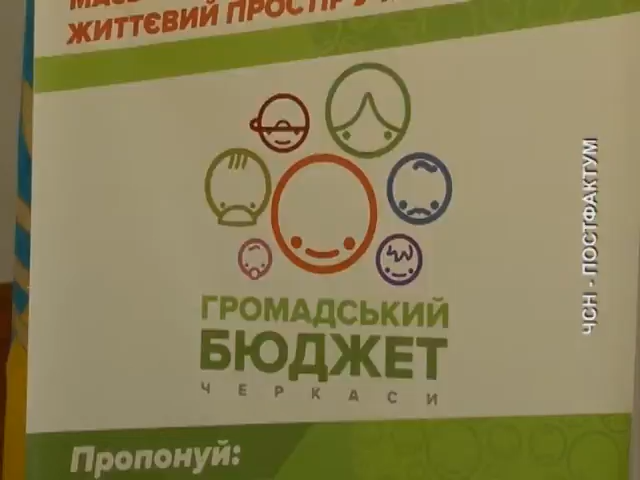 ЖИТТЄВИЙ ПРОСТІР
ГРОМАДСЬКИЙ
БЮДЖЕТ
ЧЕРКАСИ
Пропонуй:
ЧСН - ПОСТФАКТУМ